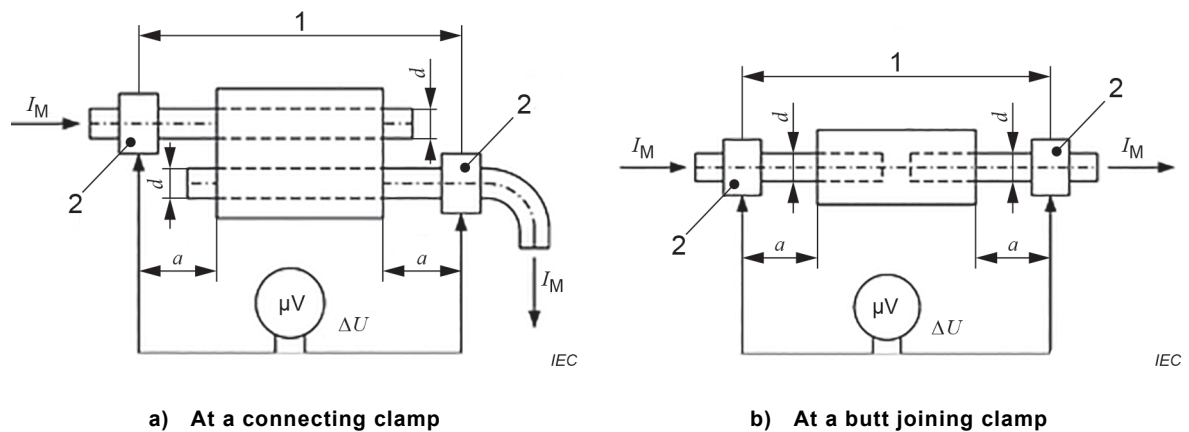 1
d
2
I_M
2
d
a
a
I_M
µV
ΔU
IEC
a) At a connecting clamp
1
2
d
d
I_M
I_M
2
a
a
µV
ΔU
IEC
b) At a butt joining clamp